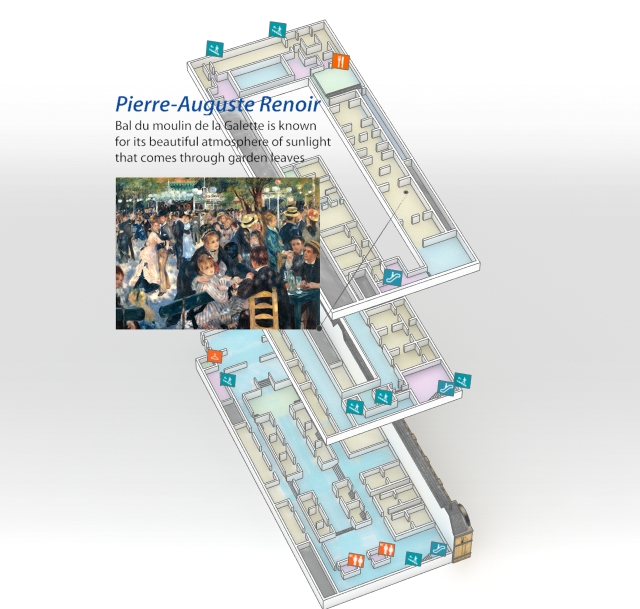 Pierre-Auguste Renoir
Bal du moulin de la Galette is known
for its beautiful atmosphere of sunlight
that comes through garden leaves